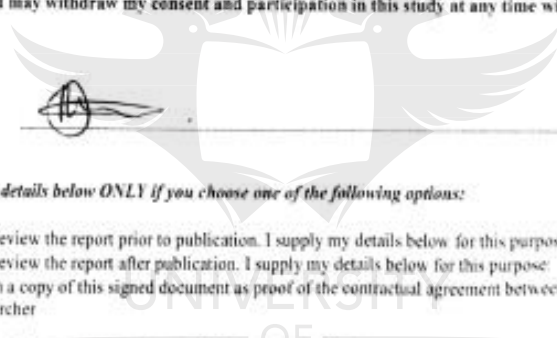 I may withdraw my consent and participation in this study at any time wi
details below ONLY if you choose one of the following options:
eview the report prior to publication. I supply my details below for this purpos
eview the report after publication. I supply my details below for this purpose
a copy of this signed document as proof of the contractual agreement betwee
rcher
UNIVERSITY
OF